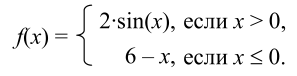 f(x) = { 2·sin(x), если x > 0,
6 – x, если x ≤ 0.